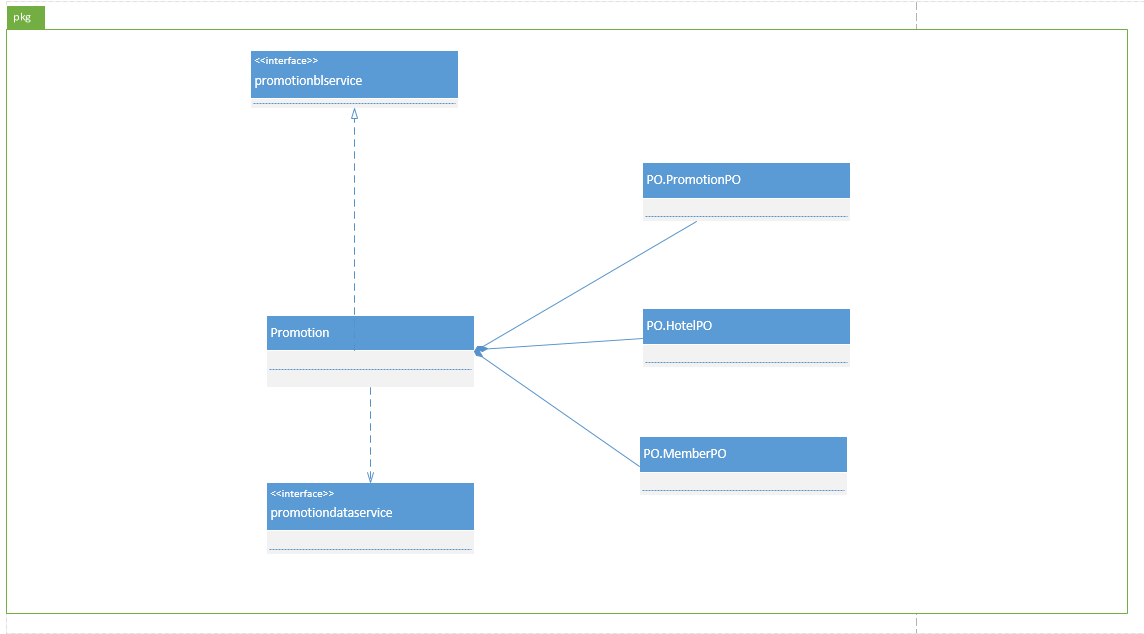 pkg
<<interface>>
promotionblservice
PO.PromotionPO
Promotion
PO.HotelPO
PO.MemberPO
<<interface>>
promotiondataservice